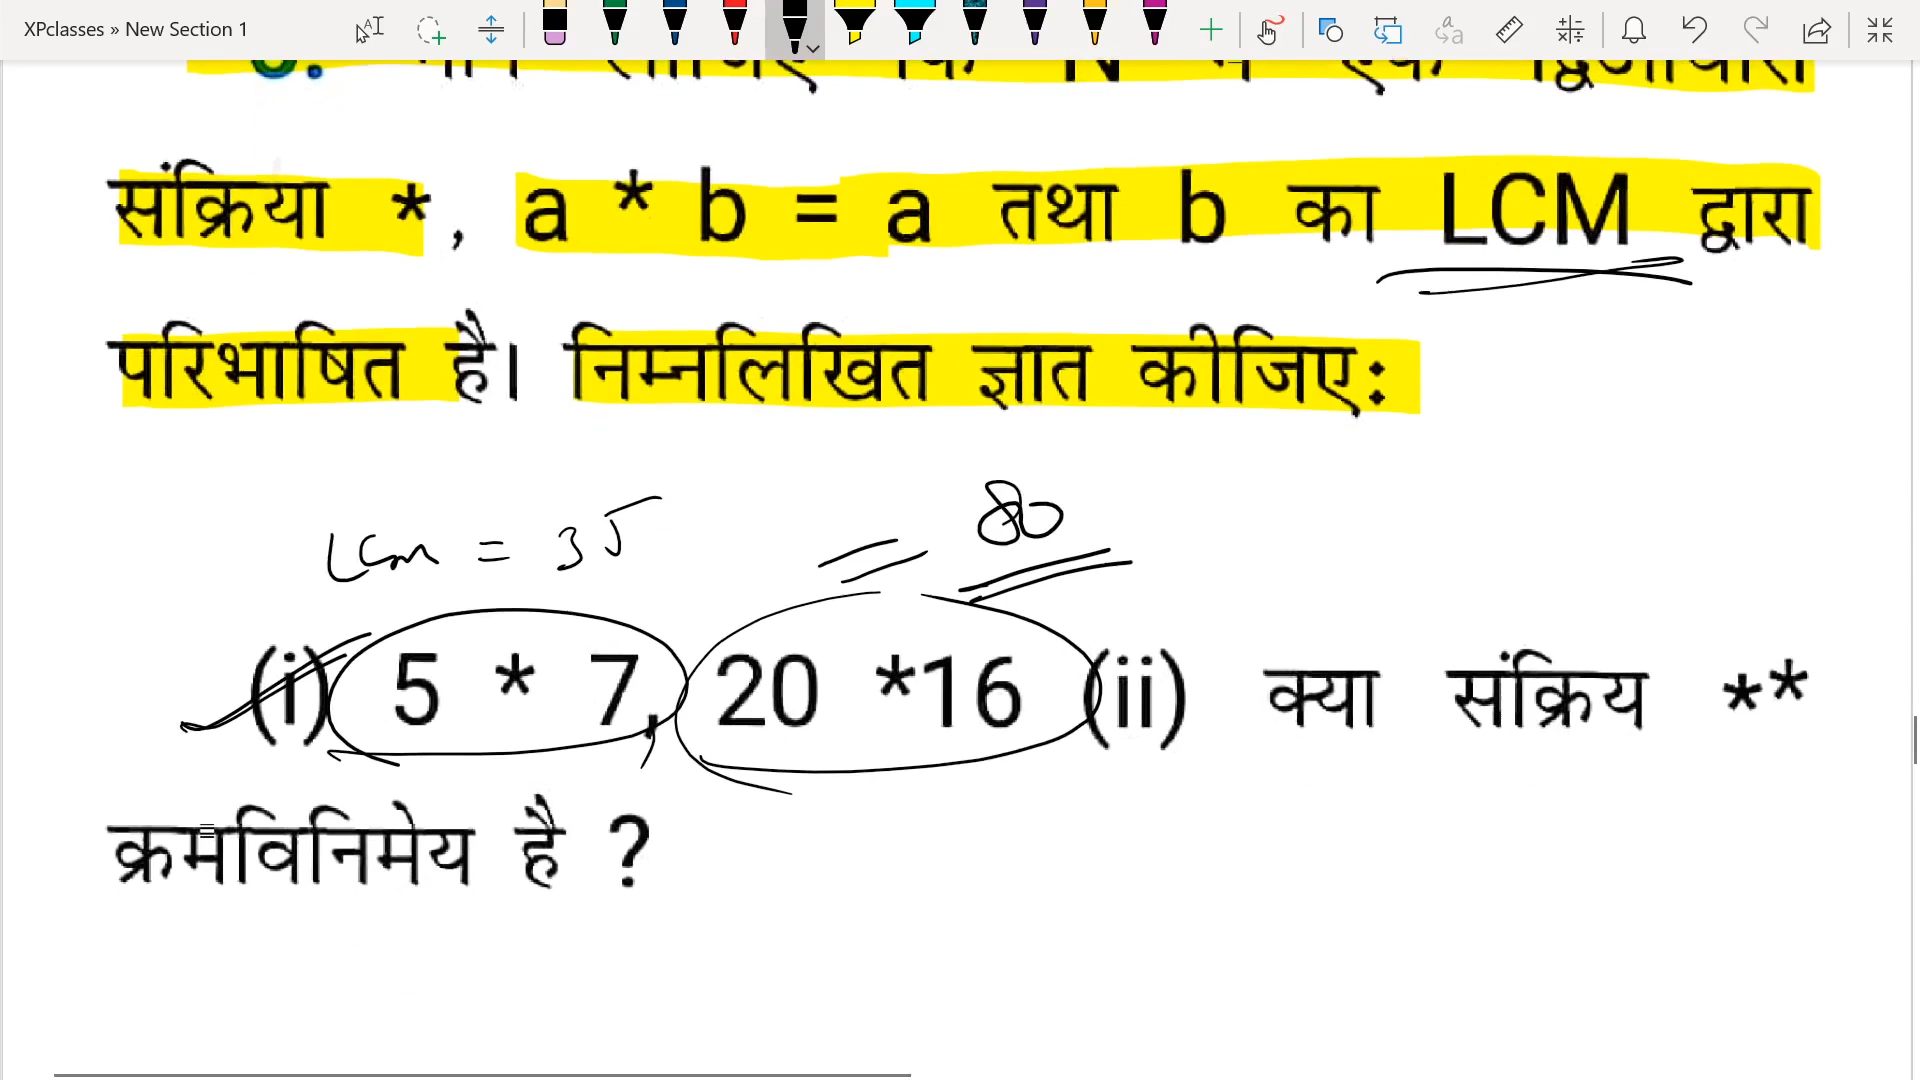 XPclasses » New Section 1
संक्रिया *, a * b = a तथा b का LCM द्वारा
परिभाषित है। निम्नलिखित ज्ञात कीजिए:
Lcm = 35 = 80
(i) 5 * 7, 20 *16 (ii) क्या संक्रिय **
क्रमविनिमेय है ?